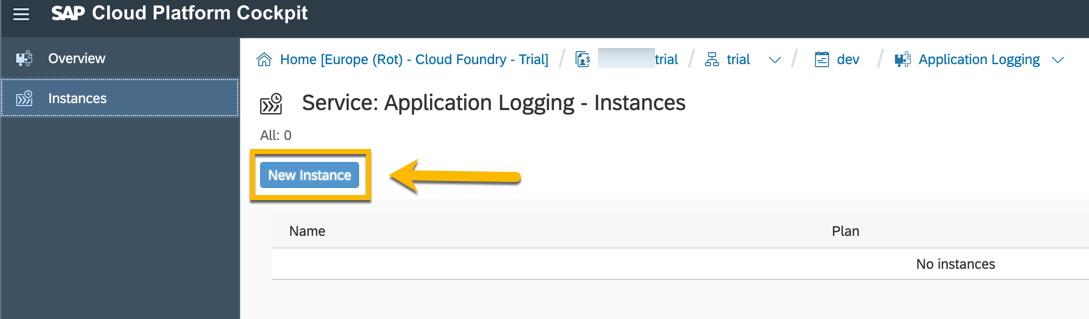 SAP Cloud Platform Cockpit
Overview
Instances
Home [Europe (Rot) - Cloud Foundry - Trial] / trial / trial / dev / Application Logging
Service: Application Logging - Instances
All: 0
New Instance
Name Plan
No instances